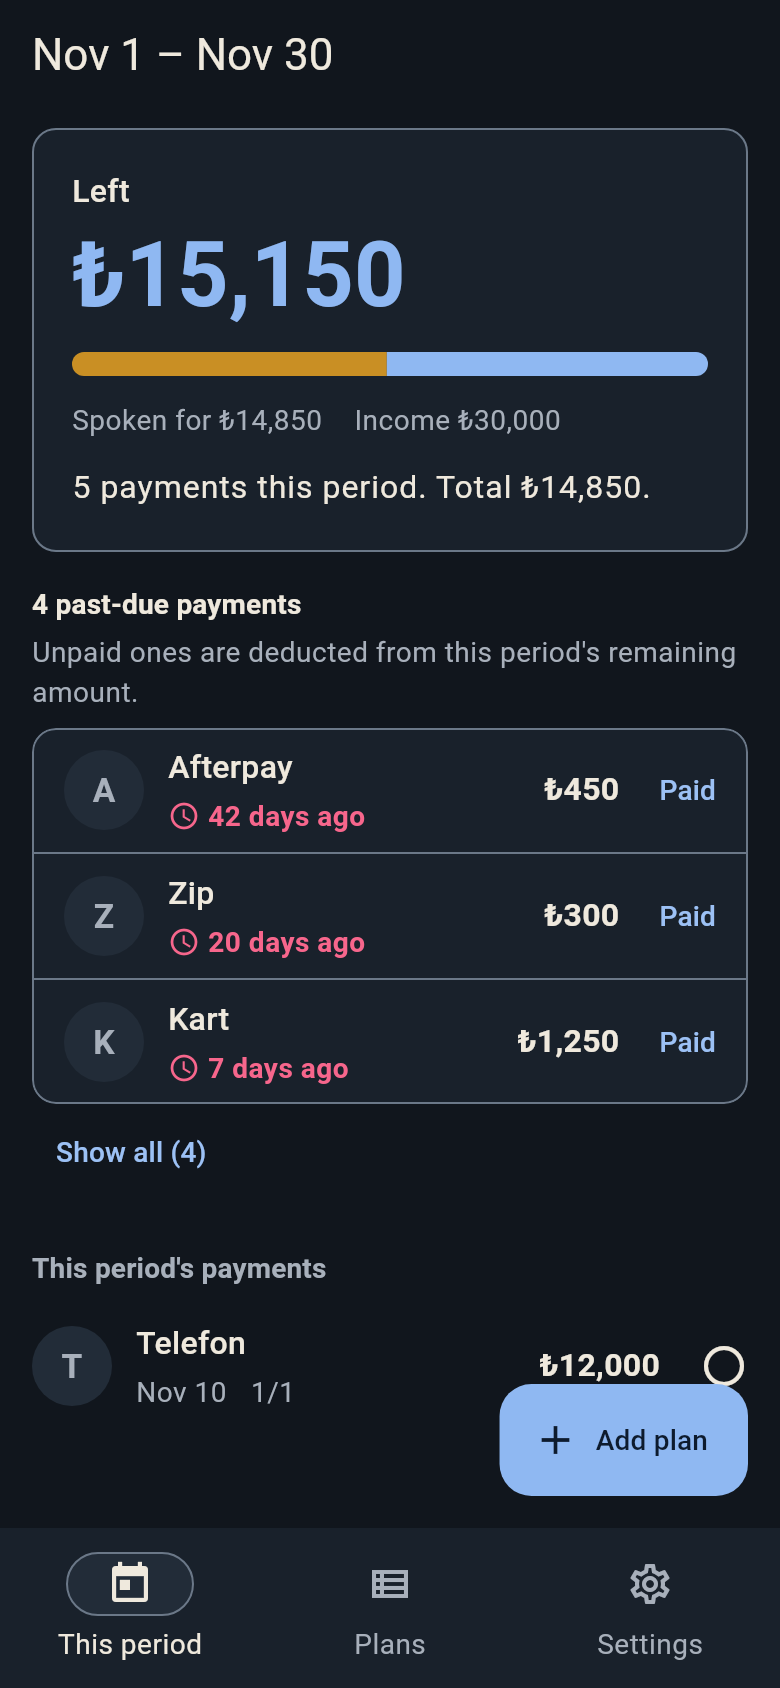 Nov 1 – Nov 30
Left
₺15,150
Spoken for ₺14,850 Income ₺30,000
5 payments this period. Total ₺14,850.
4 past-due payments
Unpaid ones are deducted from this period's remaining
amount.
A
Afterpay
42 days ago
₺450
Paid
Z
Zip
20 days ago
₺300
Paid
K
Kart
7 days ago
₺1,250
Paid
Show all (4)
This period's payments
T
Telefon
Nov 10 1/1
₺12,000
Add plan
This period
Plans
Settings